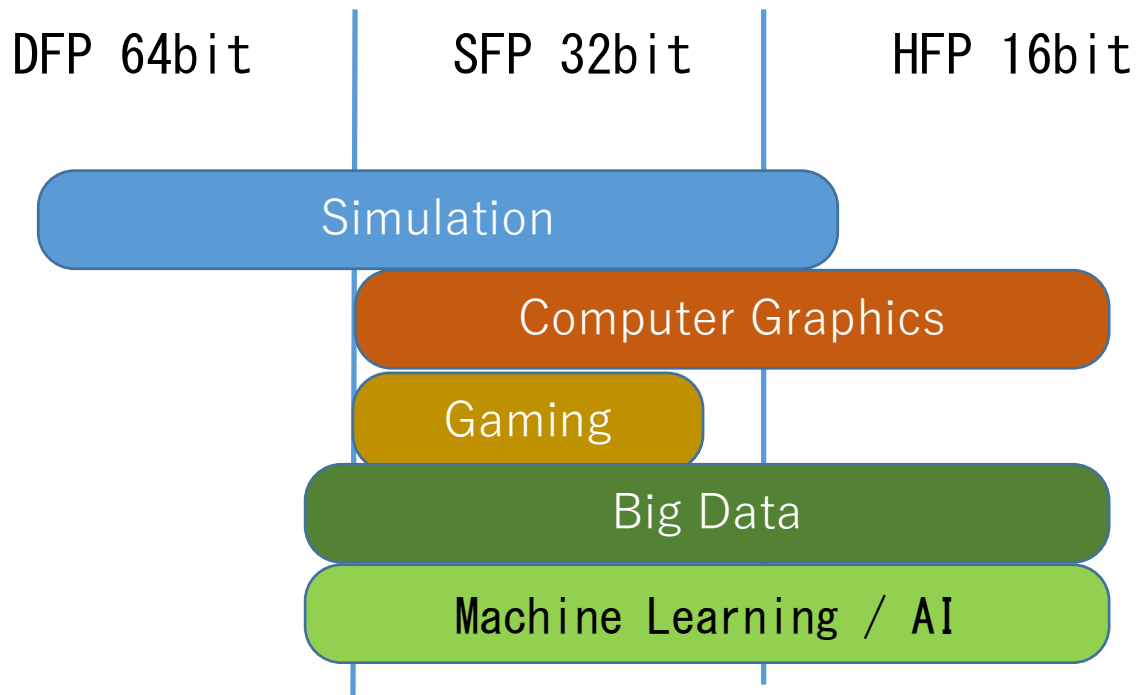 DFP 64bit
SFP 32bit
HFP 16bit
Simulation
Computer Graphics
Gaming
Big Data
Machine Learning / AI